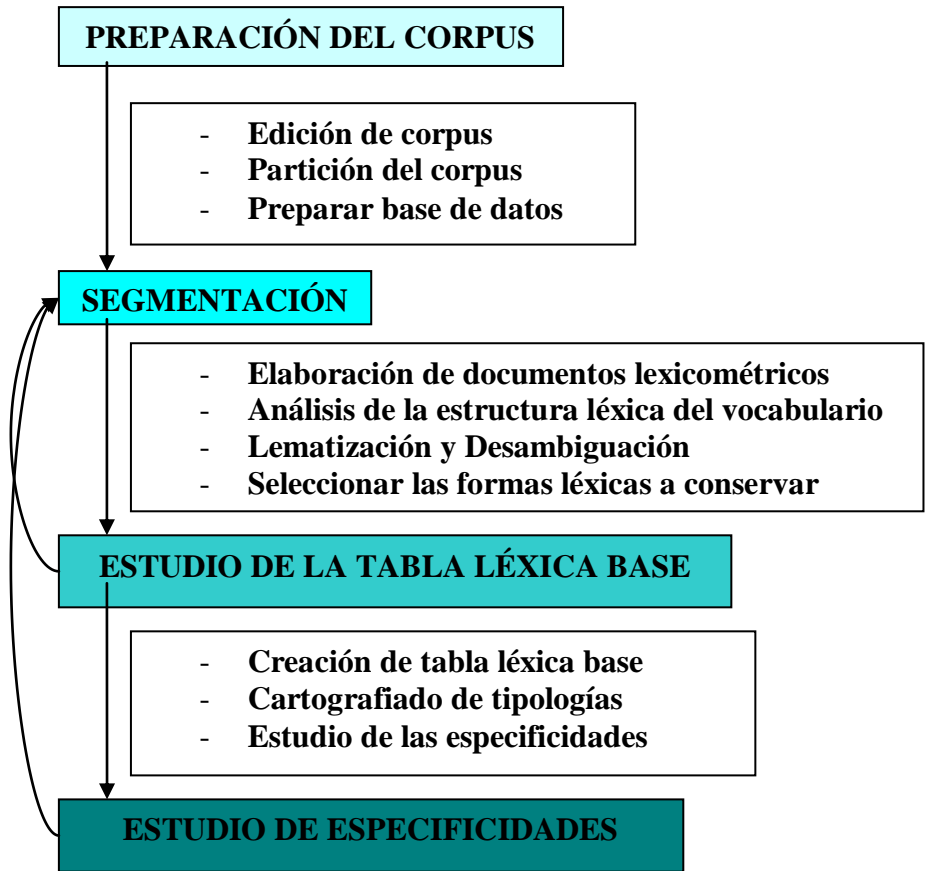 PREPARACIÓN DEL CORPUS
- Edición de corpus
- Partición del corpus
- Preparar base de datos
SEGMENTACIÓN
- Elaboración de documentos lexicométricos
- Análisis de la estructura léxica del vocabulario
- Lematización y Desambiguación
- Seleccionar las formas léxicas a conservar
ESTUDIO DE LA TABLA LÉXICA BASE
- Creación de tabla léxica base
- Cartografiado de tipologías
- Estudio de las especificidades
ESTUDIO DE ESPECIFICIDADES